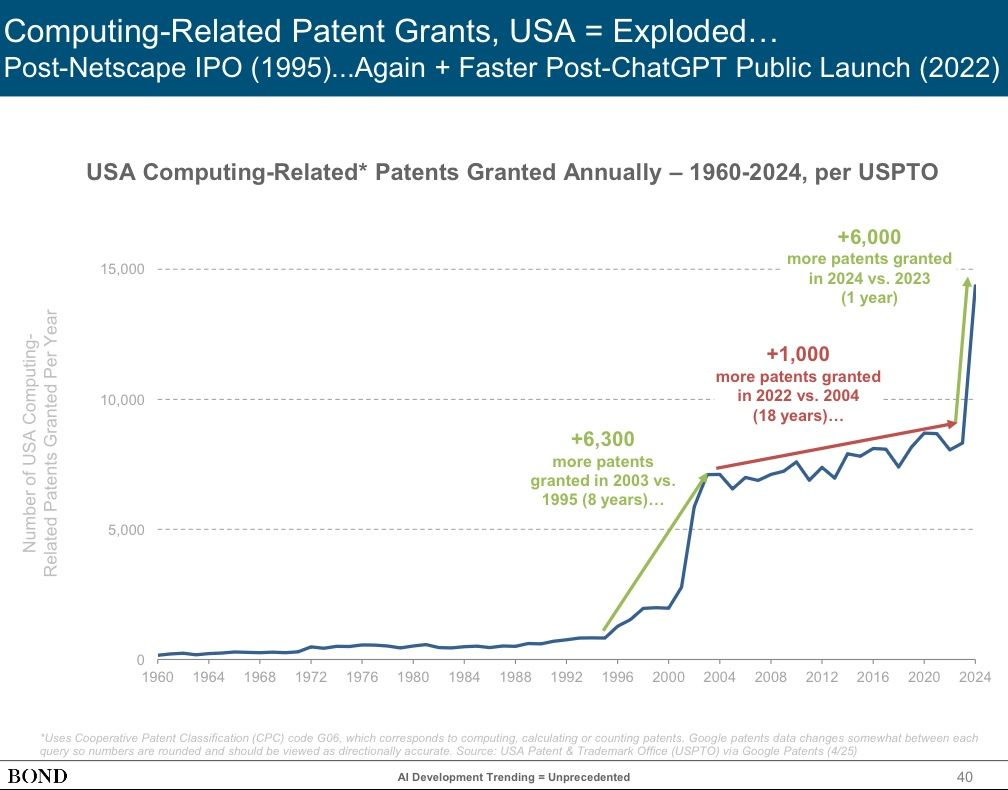 Computing-Related Patent Grants, USA = Exploded…
Post-Netscape IPO (1995)...Again + Faster Post-ChatGPT Public Launch (2022)
USA Computing-Related* Patents Granted Annually – 1960-2024, per USPTO
Number of USA Computing-
Related Patents Granted Per Year
15,000
10,000
5,000
0
+6,000
more patents granted
in 2024 vs. 2023
(1 year)
+1,000
more patents granted
in 2022 vs. 2004
(18 years)…
+6,300
more patents
granted in 2003 vs.
1995 (8 years)…
1960 1964 1968 1972 1976 1980 1984 1988 1992 1996 2000 2004 2008 2012 2016 2020 2024
*Uses Cooperative Patent Classification (CPC) code G06, which corresponds to computing, calculating or counting patents. Google patents data changes somewhat between each
query so numbers are rounded and should be viewed as directionally accurate. Source: USA Patent & Trademark Office (USPTO) via Google Patents (4/25)
BOND
AI Development Trending = Unprecedented
40